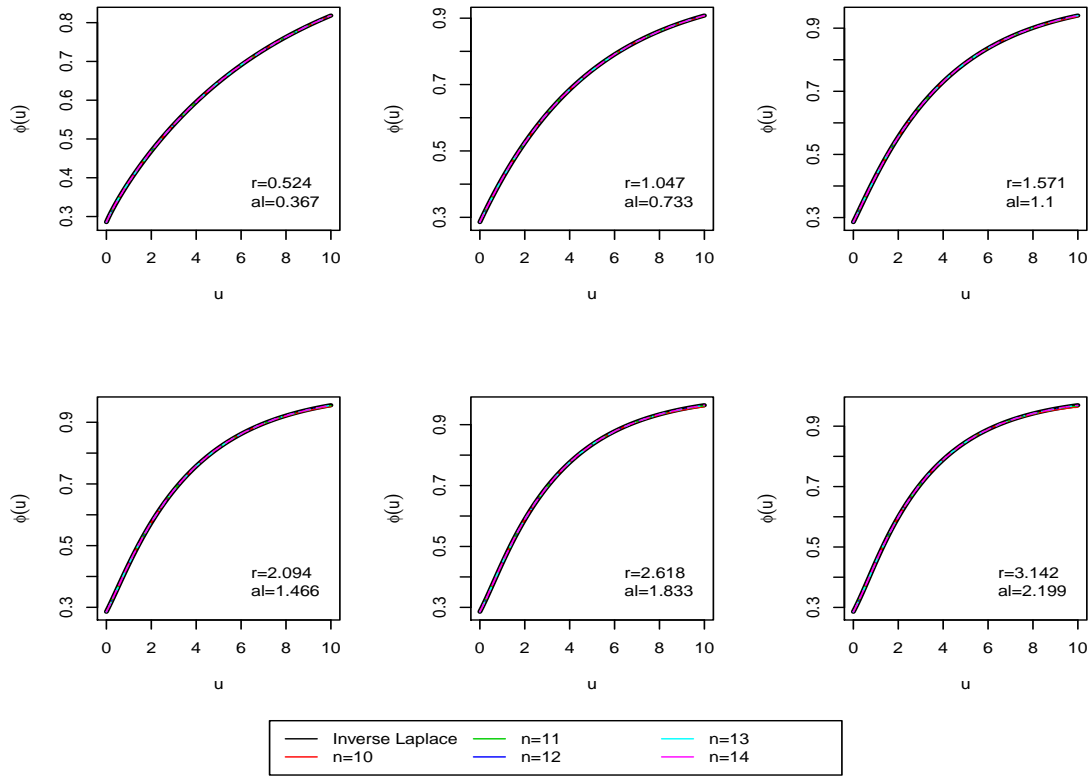 0.3 0.4 0.5 0.6 0.7 0.8
ϕ(u)
r=0.524
al=0.367
0 2 4 6 8 10
u
0.3 0.5 0.7 0.9
ϕ(u)
r=1.047
al=0.733
0 2 4 6 8 10
u
0.3 0.5 0.7 0.9
ϕ(u)
r=1.571
al=1.1
0 2 4 6 8 10
u
0.3 0.5 0.7 0.9
ϕ(u)
r=2.094
al=1.466
0 2 4 6 8 10
u
0.3 0.5 0.7 0.9
ϕ(u)
r=2.618
al=1.833
0 2 4 6 8 10
u
0.3 0.5 0.7 0.9
ϕ(u)
r=3.142
al=2.199
0 2 4 6 8 10
u
Inverse Laplace n=11 n=13
n=10 n=12 n=14